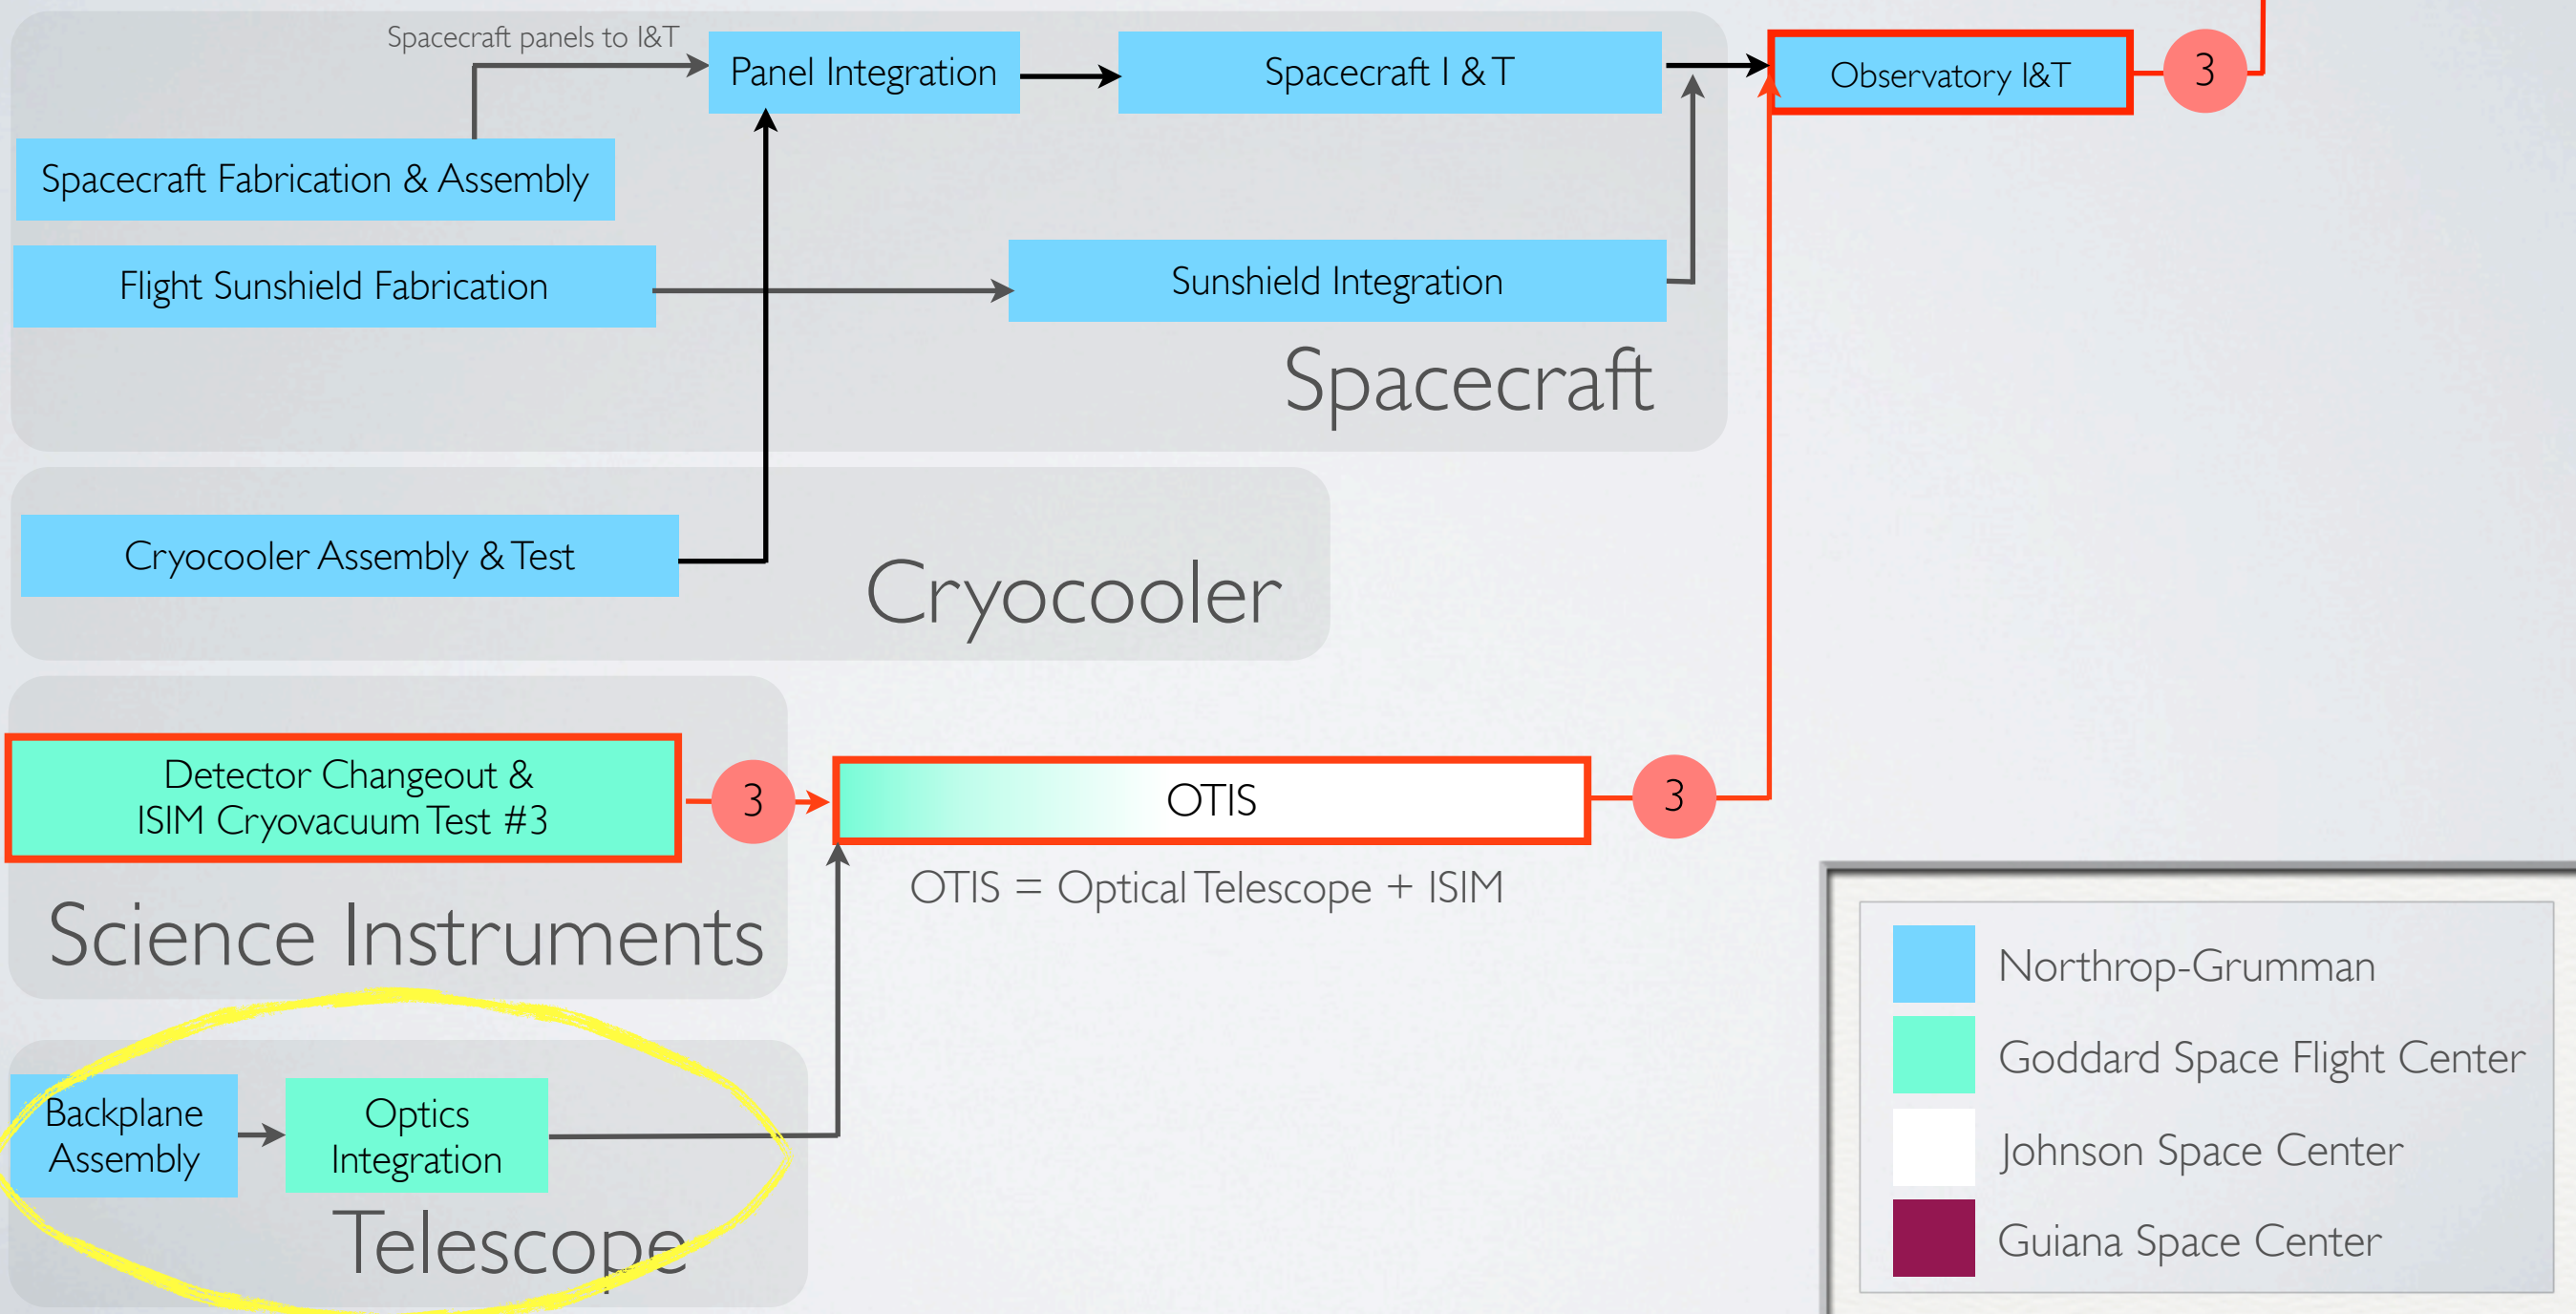 Spacecraft panels to I&T
Panel Integration
Spacecraft I & T
Observatory I&T
3
Spacecraft Fabrication & Assembly
Flight Sunshield Fabrication
Sunshield Integration
Spacecraft
Cryocooler Assembly & Test
Cryocooler
Detector Changeout &
ISIM Cryovacuum Test #3
3
OTIS
3
OTIS = Optical Telescope + ISIM
Science Instruments
Backplane
Assembly
Optics
Integration
Telescope
Northrop-Grumman
Goddard Space Flight Center
Johnson Space Center
Guiana Space Center